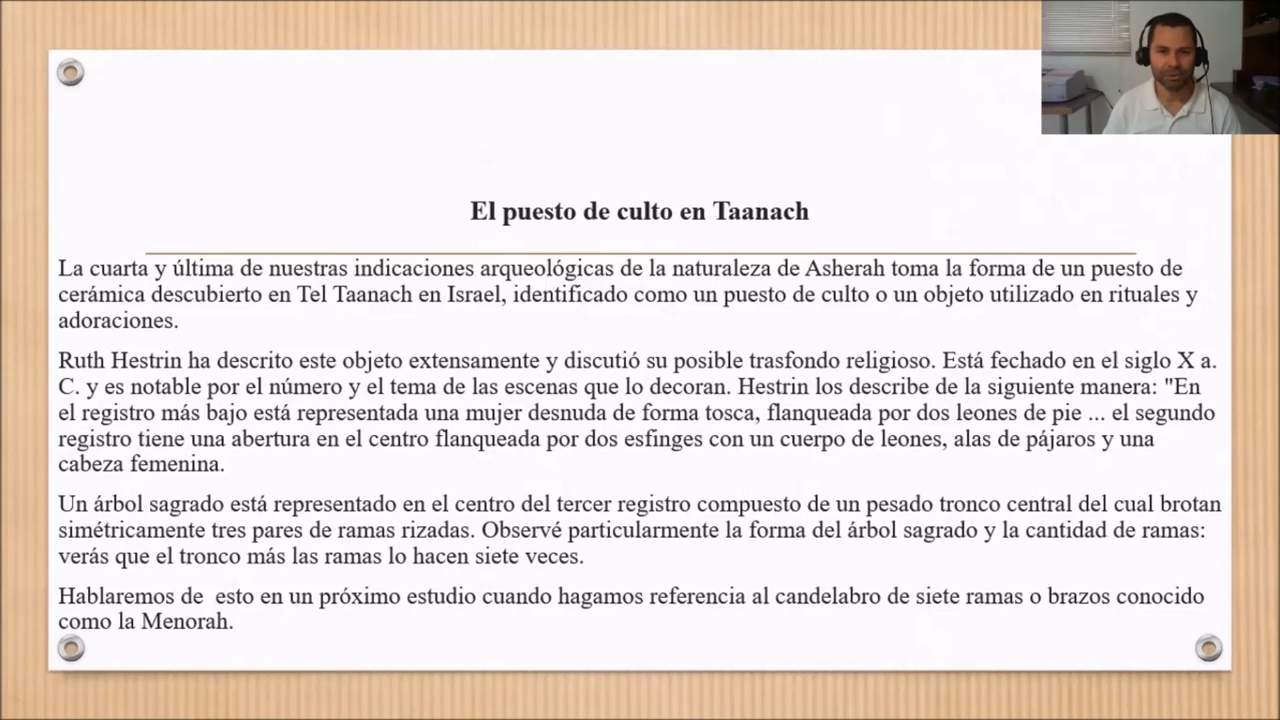 El puesto de culto en Taanach
La cuarta y última de nuestras indicaciones arqueológicas de la naturaleza de Asherah toma la forma de un puesto de
cerámica descubierto en Tel Taanach en Israel, identificado como un puesto de culto o un objeto utilizado en rituales y
adoraciones.
Ruth Hestrin ha descrito este objeto extensamente y discutió su posible trasfondo religioso. Está fechado en el siglo X a.
C. y es notable por el número y el tema de las escenas que lo decoran. Hestrin los describe de la siguiente manera: "En
el registro más bajo está representada una mujer desnuda de forma tosca, flanqueada por dos leones de pie ... el segundo
registro tiene una abertura en el centro flanqueada por dos esfinges con un cuerpo de leones, alas de pájaros y una
cabeza femenina.
Un árbol sagrado está representado en el centro del tercer registro compuesto de un pesado tronco central del cual brotan
simétricamente tres pares de ramas rizadas. Observé particularmente la forma del árbol sagrado y la cantidad de ramas:
verás que el tronco más las ramas lo hacen siete veces.
Hablaremos de  esto en un próximo estudio cuando hagamos referencia al candelabro de siete ramas o brazos conocido
como la Menorah.